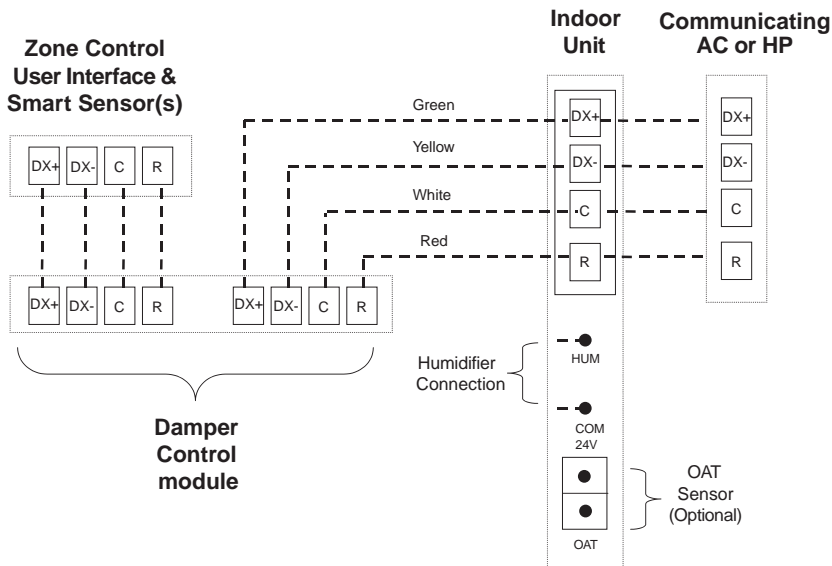 Indoor
Unit
Communicating
AC or HP
Zone Control
User Interface &
Smart Sensor(s)
DX+ DX- C R
Green
Yellow
White
Red
DX+
DX-
C
R
DX+
DX-
C
R
DX+ DX- C R
DX+ DX- C R
Humidifier
Connection
HUM
COM
24V
Damper
Control
module
OAT
Sensor
(Optional)
OAT